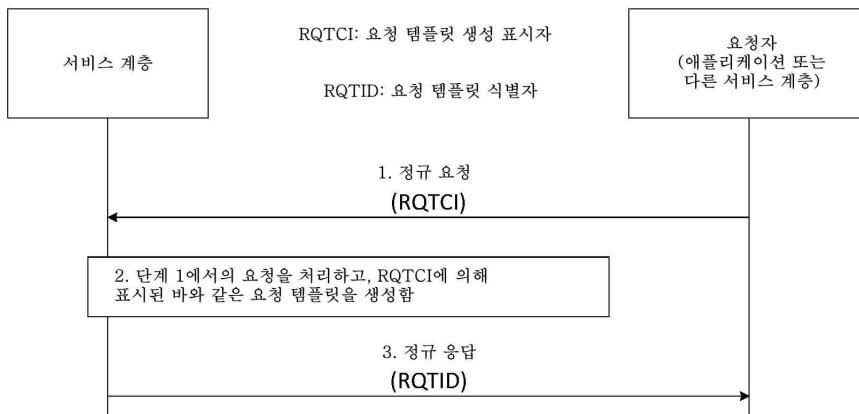 서비스 계층
RQTCI: 요청 템플릿 생성 표시자
RQTID: 요청 템플릿 식별자
요청자
(애플리케이션 또는
다른 서비스 계층)
1. 정규 요청
(RQTCI)
2. 단계 1에서의 요청을 처리하고, RQTCI에 의해
표시된 바와 같은 요청 템플릿을 생성함
3. 정규 응답
(RQTID)